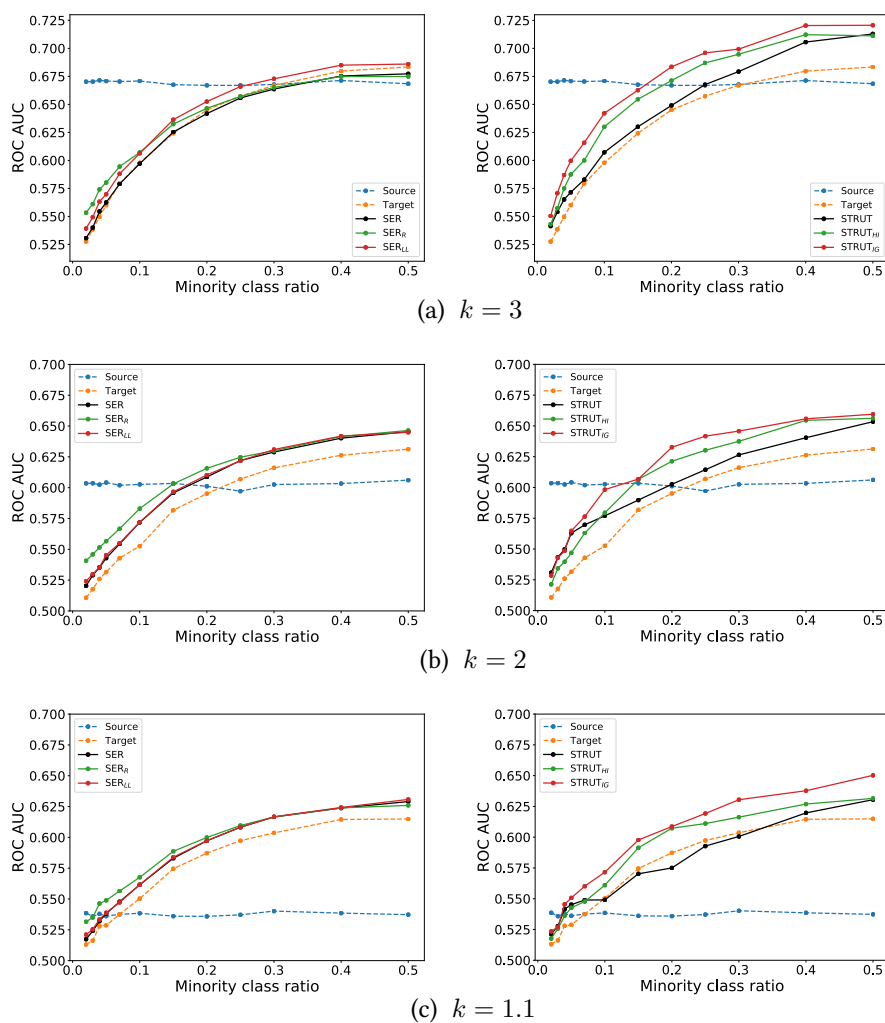 0.725
0.700
0.675
0.650
0.625
0.600
0.575
0.550
0.525
ROC AUC
0.0 0.1 0.2 0.3 0.4 0.5
Minority class ratio
Source
Target
SER
SER_R
SER_LL
0.725
0.700
0.675
0.650
0.625
0.600
0.575
0.550
0.525
ROC AUC
0.0 0.1 0.2 0.3 0.4 0.5
Minority class ratio
Source
Target
STRUT
STRUT_HI
STRUT_IG
(a) k = 3
0.700
0.675
0.650
0.625
0.600
0.575
0.550
0.525
0.500
ROC AUC
0.0 0.1 0.2 0.3 0.4 0.5
Minority class ratio
Source
Target
SER
SER_R
SER_LL
0.700
0.675
0.650
0.625
0.600
0.575
0.550
0.525
0.500
ROC AUC
0.0 0.1 0.2 0.3 0.4 0.5
Minority class ratio
Source
Target
STRUT
STRUT_HI
STRUT_IG
(b) k = 2
0.700
0.675
0.650
0.625
0.600
0.575
0.550
0.525
0.500
ROC AUC
0.0 0.1 0.2 0.3 0.4 0.5
Minority class ratio
Source
Target
SER
SER_R
SER_LL
0.700
0.675
0.650
0.625
0.600
0.575
0.550
0.525
0.500
ROC AUC
0.0 0.1 0.2 0.3 0.4 0.5
Minority class ratio
Source
Target
STRUT
STRUT_HI
STRUT_IG
(c) k = 1.1